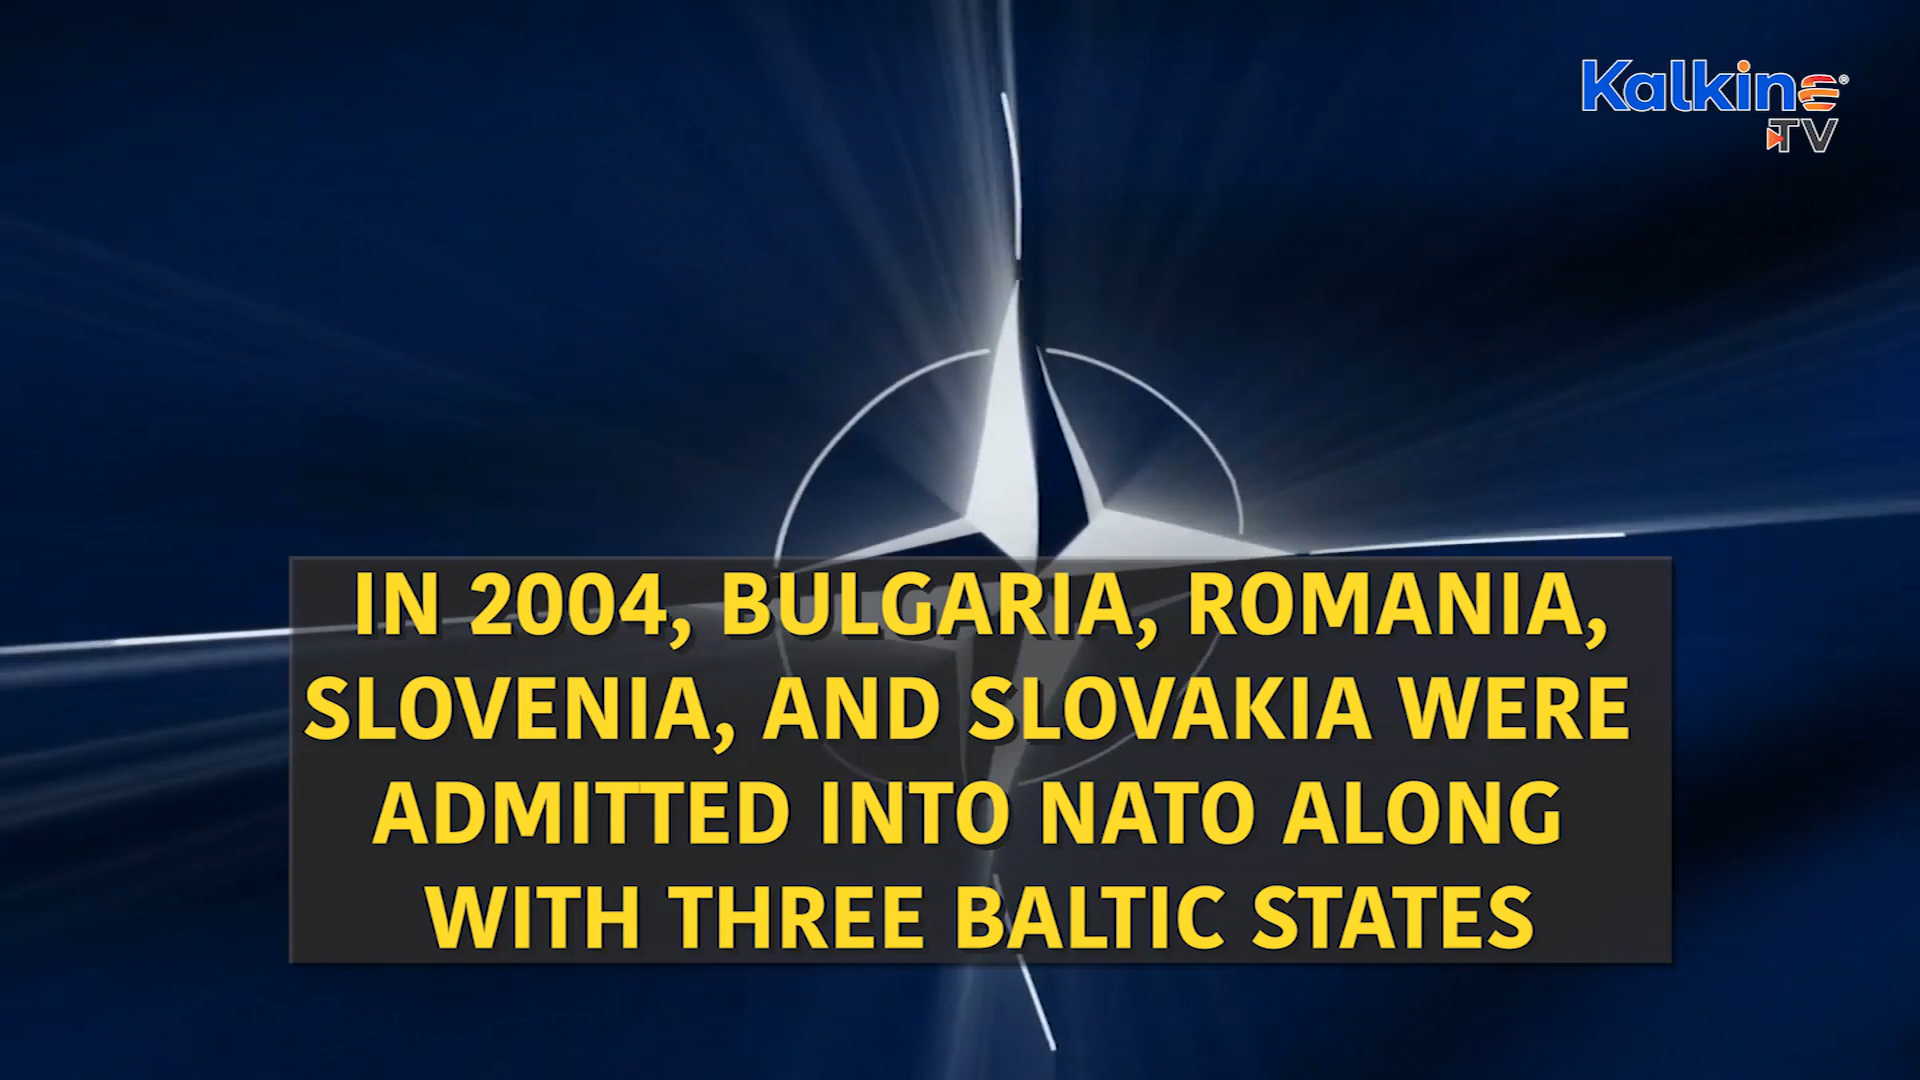 Kalkine®
TV
IN 2004, BULGARIA, ROMANIA,
SLOVENIA, AND SLOVAKIA WERE
ADMITTED INTO NATO ALONG
WITH THREE BALTIC STATES